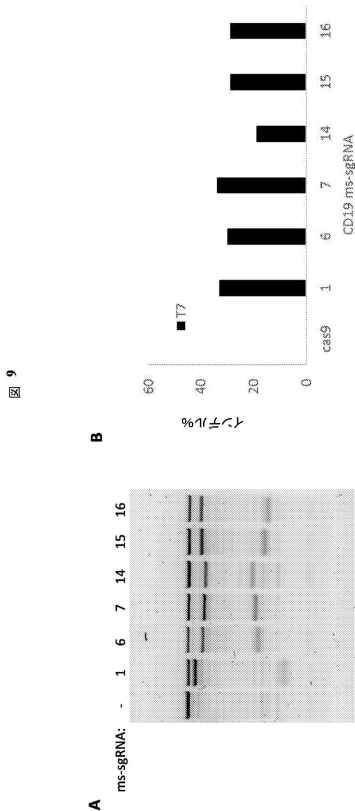 図 9
A
ms-sgRNA: - 1 6 7 14 15 16
B
インデル%
60
40
20
0
■ T7
cas9 1 6 7 14 15 16
CD19 ms-sgRNA